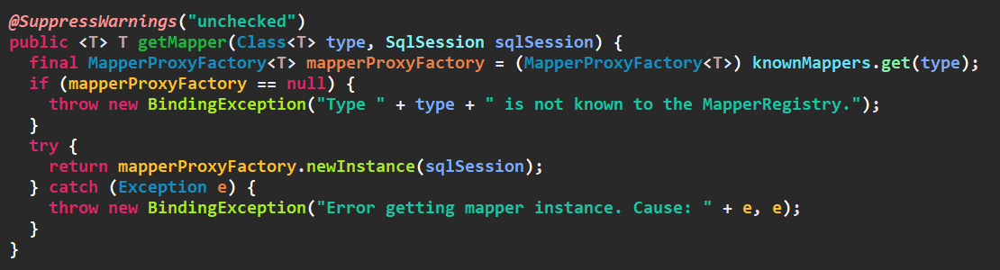 @SuppressWarnings("unchecked")
public <T> T getMapper(Class<T> type, SqlSession sqlSession) {
  final MapperProxyFactory<T> mapperProxyFactory = (MapperProxyFactory<T>) knownMappers.get(type);
  if (mapperProxyFactory == null) {
    throw new BindingException("Type " + type + " is not known to the MapperRegistry.");
  }
  try {
    return mapperProxyFactory.newInstance(sqlSession);
  } catch (Exception e) {
    throw new BindingException("Error getting mapper instance. Cause: " + e, e);
  }
}